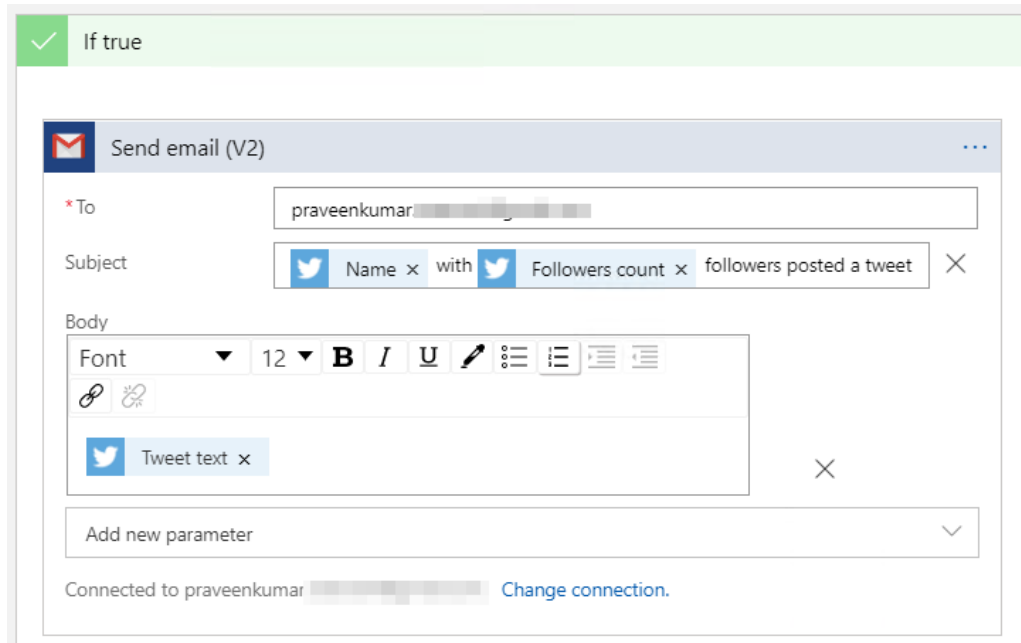 If true
Send email (V2)
* To
praveenkumar
Subject
Name × with Followers count × followers posted a tweet
Body
Font 12 B I U
Tweet text ×
Add new parameter
Connected to praveenkumar Change connection.